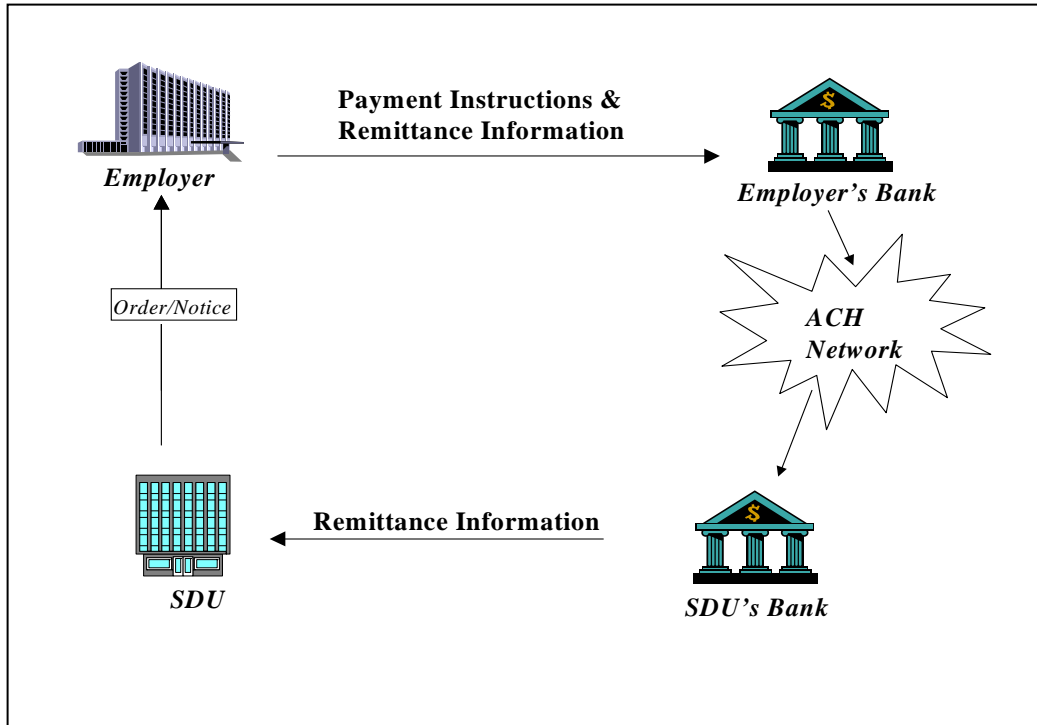 Payment Instructions &
Remittance Information
Employer
Employer's Bank
Order/Notice
ACH
Network
Remittance Information
SDU
SDU's Bank
$
$